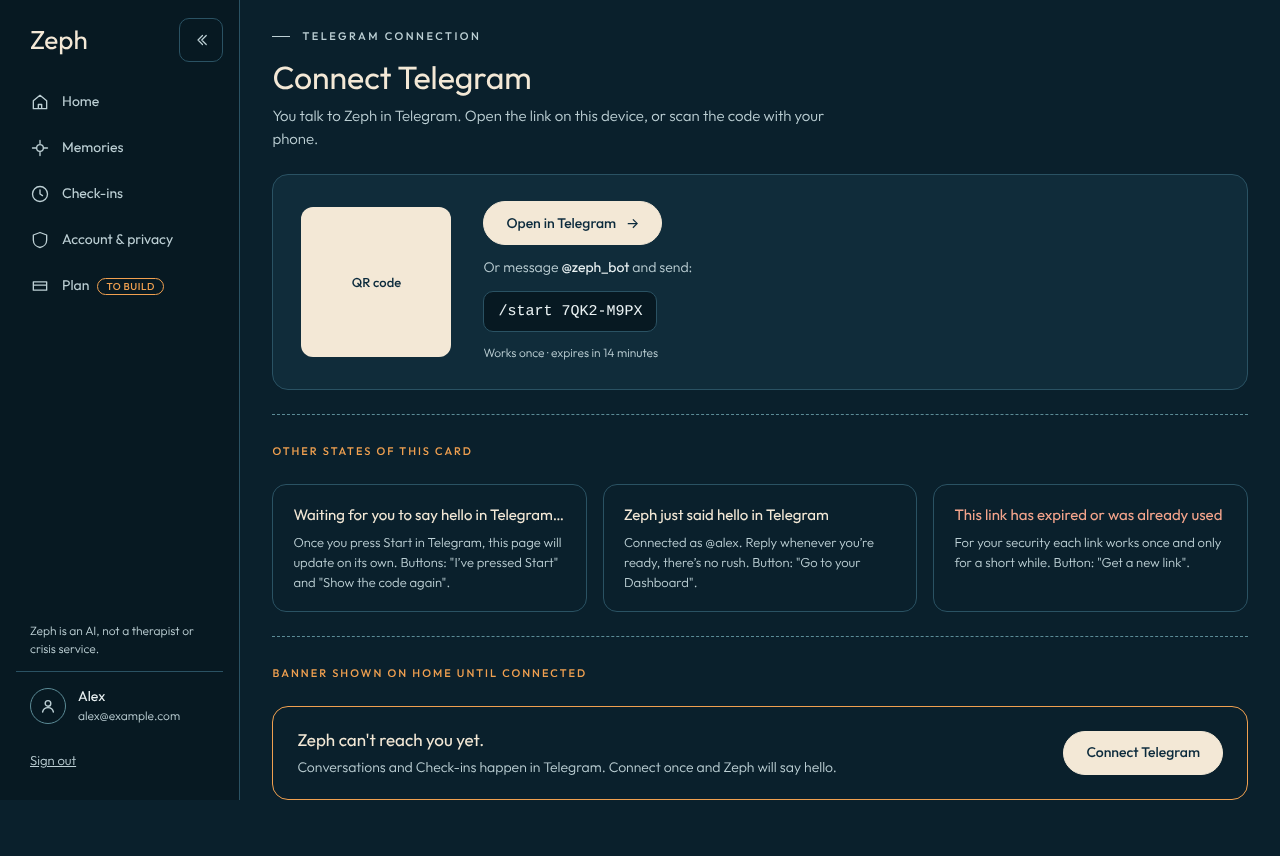 Zeph
Home
Memories
Check-ins
Account & privacy
Plan TO BUILD
Zeph is an AI, not a therapist or
crisis service.
Alex
alex@example.com
Sign out
TELEGRAM CONNECTION
Connect Telegram
You talk to Zeph in Telegram. Open the link on this device, or scan the code with your
phone.
QR code
Open in Telegram →
Or message @zeph_bot and send:
/start 7QK2-M9PX
Works once · expires in 14 minutes
OTHER STATES OF THIS CARD
Waiting for you to say hello in Telegram…
Once you press Start in Telegram, this page will
update on its own. Buttons: "I've pressed Start"
and "Show the code again".
Zeph just said hello in Telegram
Connected as @alex. Reply whenever you're
ready, there's no rush. Button: "Go to your
Dashboard".
This link has expired or was already used
For your security each link works once and only
for a short while. Button: "Get a new link".
BANNER SHOWN ON HOME UNTIL CONNECTED
Zeph can't reach you yet.
Conversations and Check-ins happen in Telegram. Connect once and Zeph will say hello.
Connect Telegram